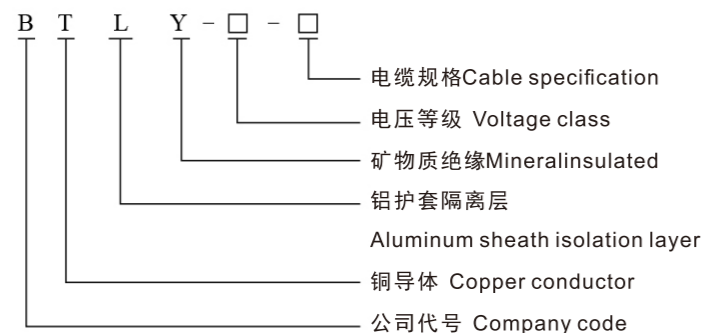 B T L Y - □ - □
电缆规格Cable specification
电压等级 Voltage class
矿物质绝缘Mineralinsulated
铝护套隔离层
Aluminum sheath isolation layer
铜导体 Copper conductor
公司代号 Company code